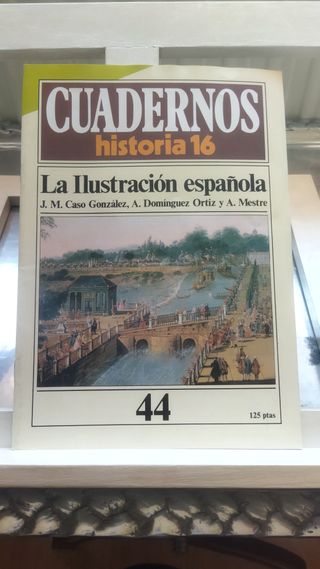 CUADERNOS
historia 16
La Ilustración española
J. M. Caso González, A. Domínguez Ortiz y A. Mestre
44
125 ptas